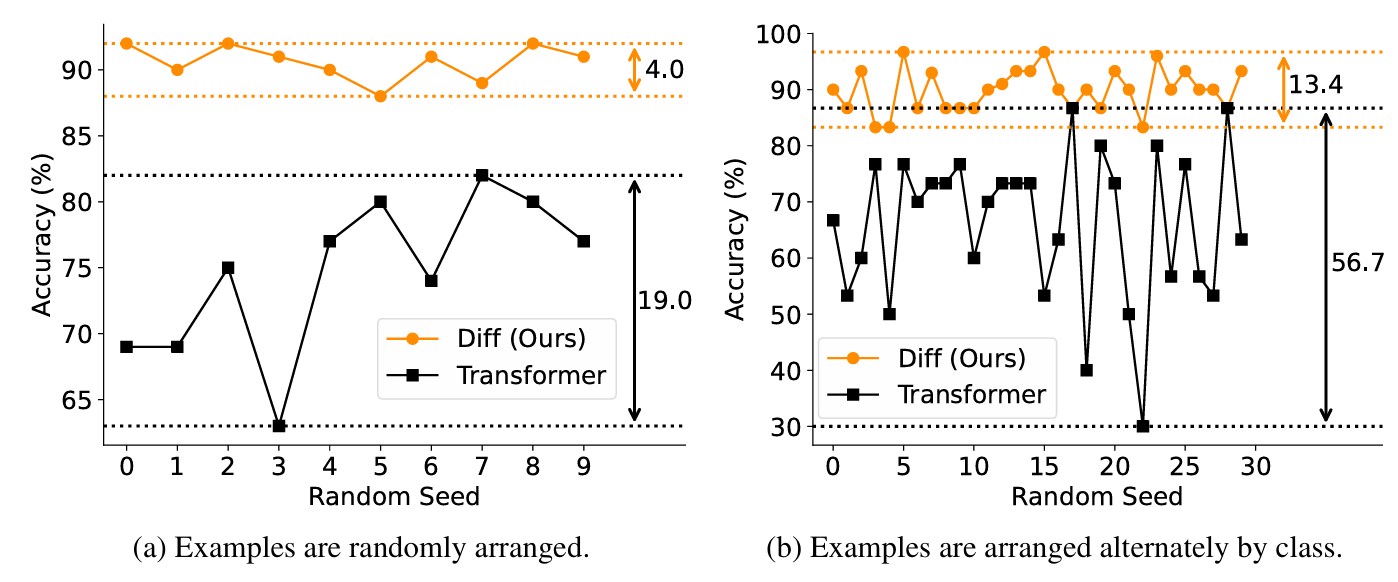 Accuracy (%)
90
85
80
75
70
65
4.0
19.0
Diff (Ours)
Transformer
0 1 2 3 4 5 6 7 8 9
Random Seed
(a) Examples are randomly arranged.
Accuracy (%)
100
90
80
70
60
50
40
30
13.4
56.7
Diff (Ours)
Transformer
0 5 10 15 20 25 30
Random Seed
(b) Examples are arranged alternately by class.